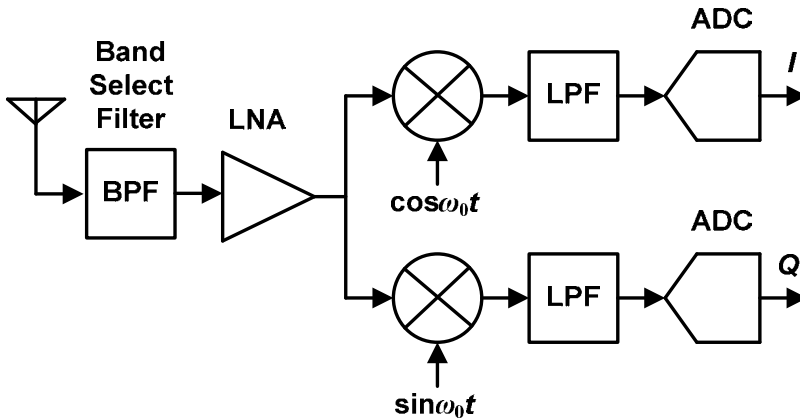 Band
Select
Filter
BPF
LNA
cosω₀t
LPF
ADC
I
sinω₀t
LPF
ADC
Q